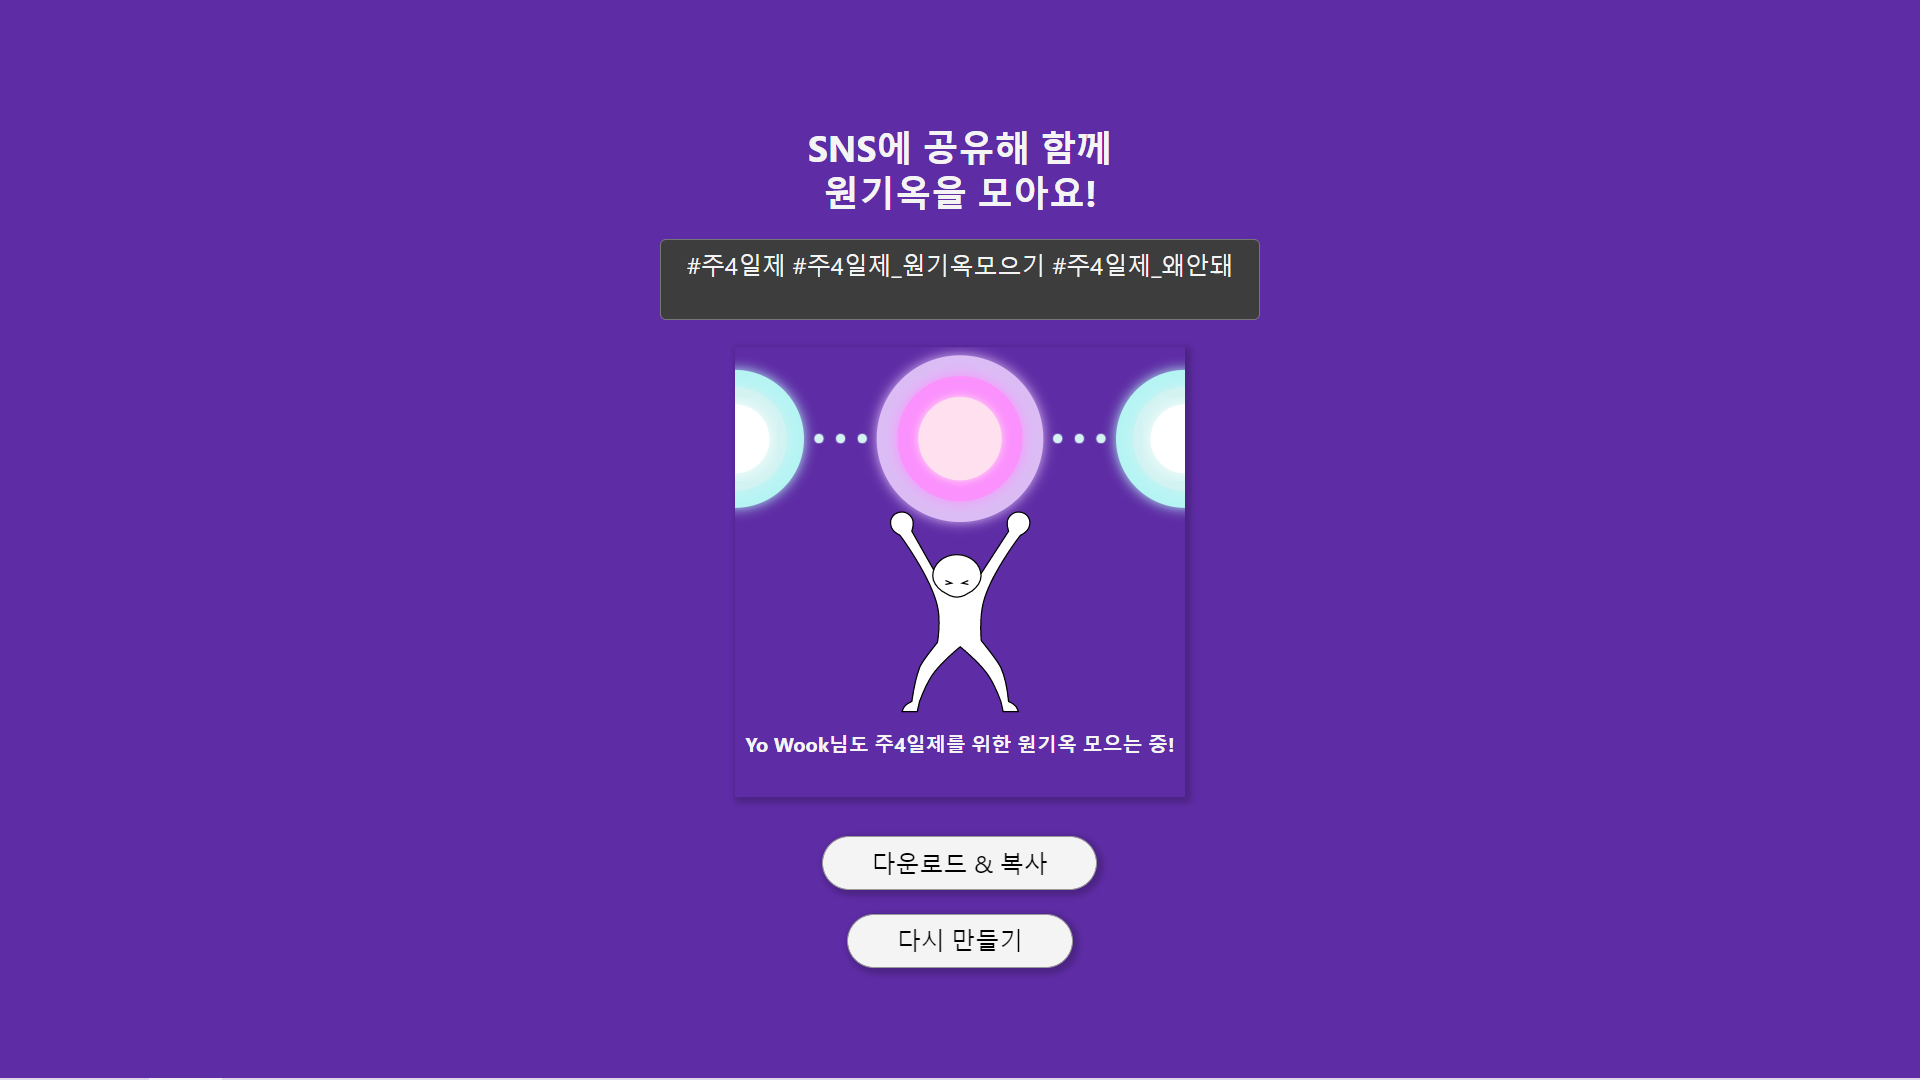 SNS에 공유해 함께
원기옥을 모아요!
#주4일제 #주4일제_원기옥모으기 #주4일제_왜안돼
Yo Wook님도 주4일제를 위한 원기옥 모으는 중!
다운로드 & 복사
다시 만들기